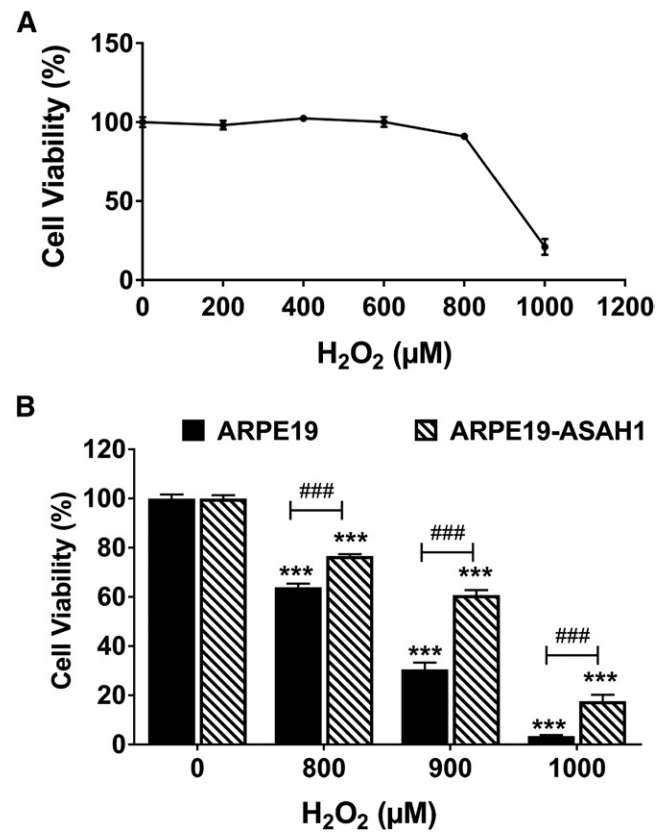 A
Cell Viability (%)
150
100
50
0
0 200 400 600 800 1000 1200
H₂O₂ (µM)
B
ARPE19 ARPE19-ASAH1
Cell Viability (%)
120
100
80
60
40
20
0
###
***
***
###
***
***
###
***
***
0 800 900 1000
H₂O₂ (µM)